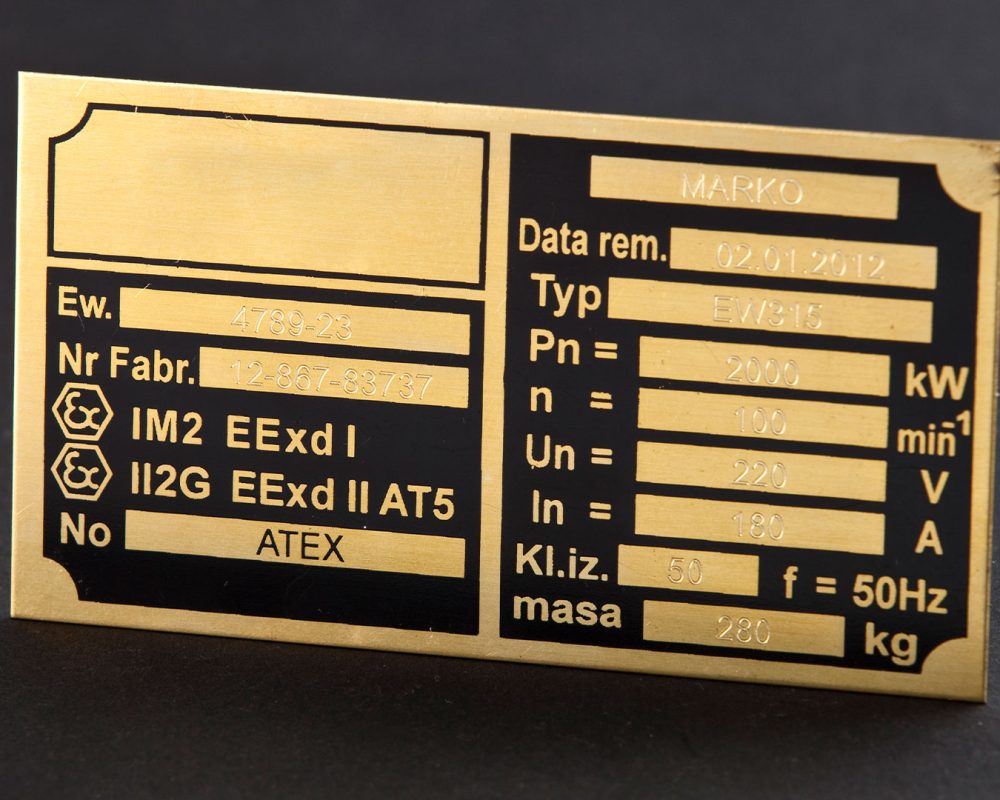 Ew. 4789-23
Nr Fabr. 12-867-83737
Ex IM2 EExd I
Ex II2G EExd II AT5
No ATEX
MARKO
Data rem. 02.01.2012
Typ EW315
Pn = 2000 kW
n = 100 min⁻¹
Un = 220 V
In = 180 A
Kl.iz. 50 f = 50Hz
masa 280 kg